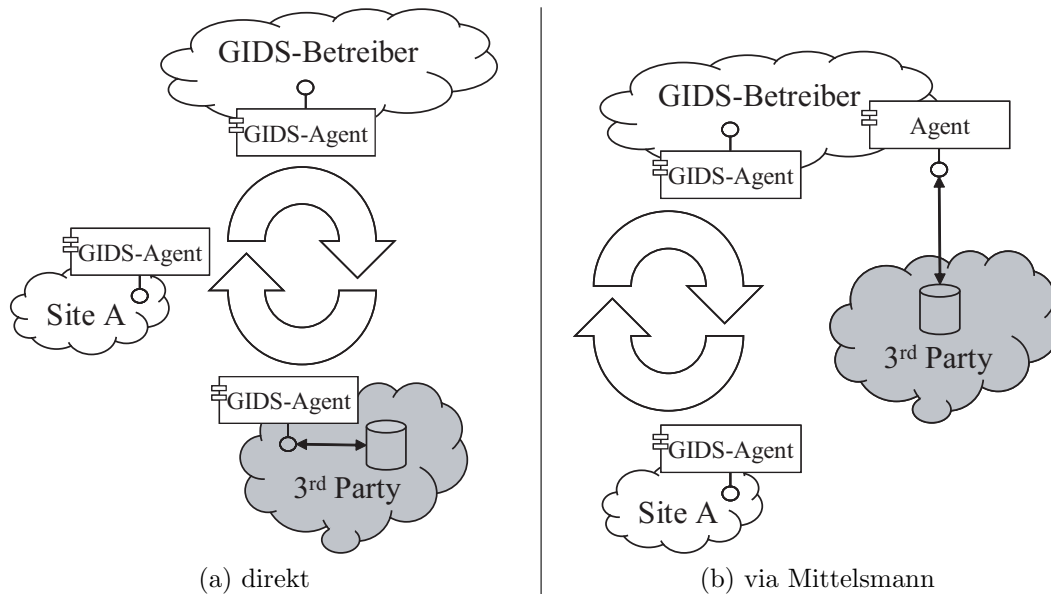 GIDS-Betreiber
GIDS-Agent
GIDS-Agent
Site A
GIDS-Agent
3rd Party
(a) direkt
GIDS-Betreiber
Agent
GIDS-Agent
3rd Party
GIDS-Agent
Site A
(b) via Mittelsmann